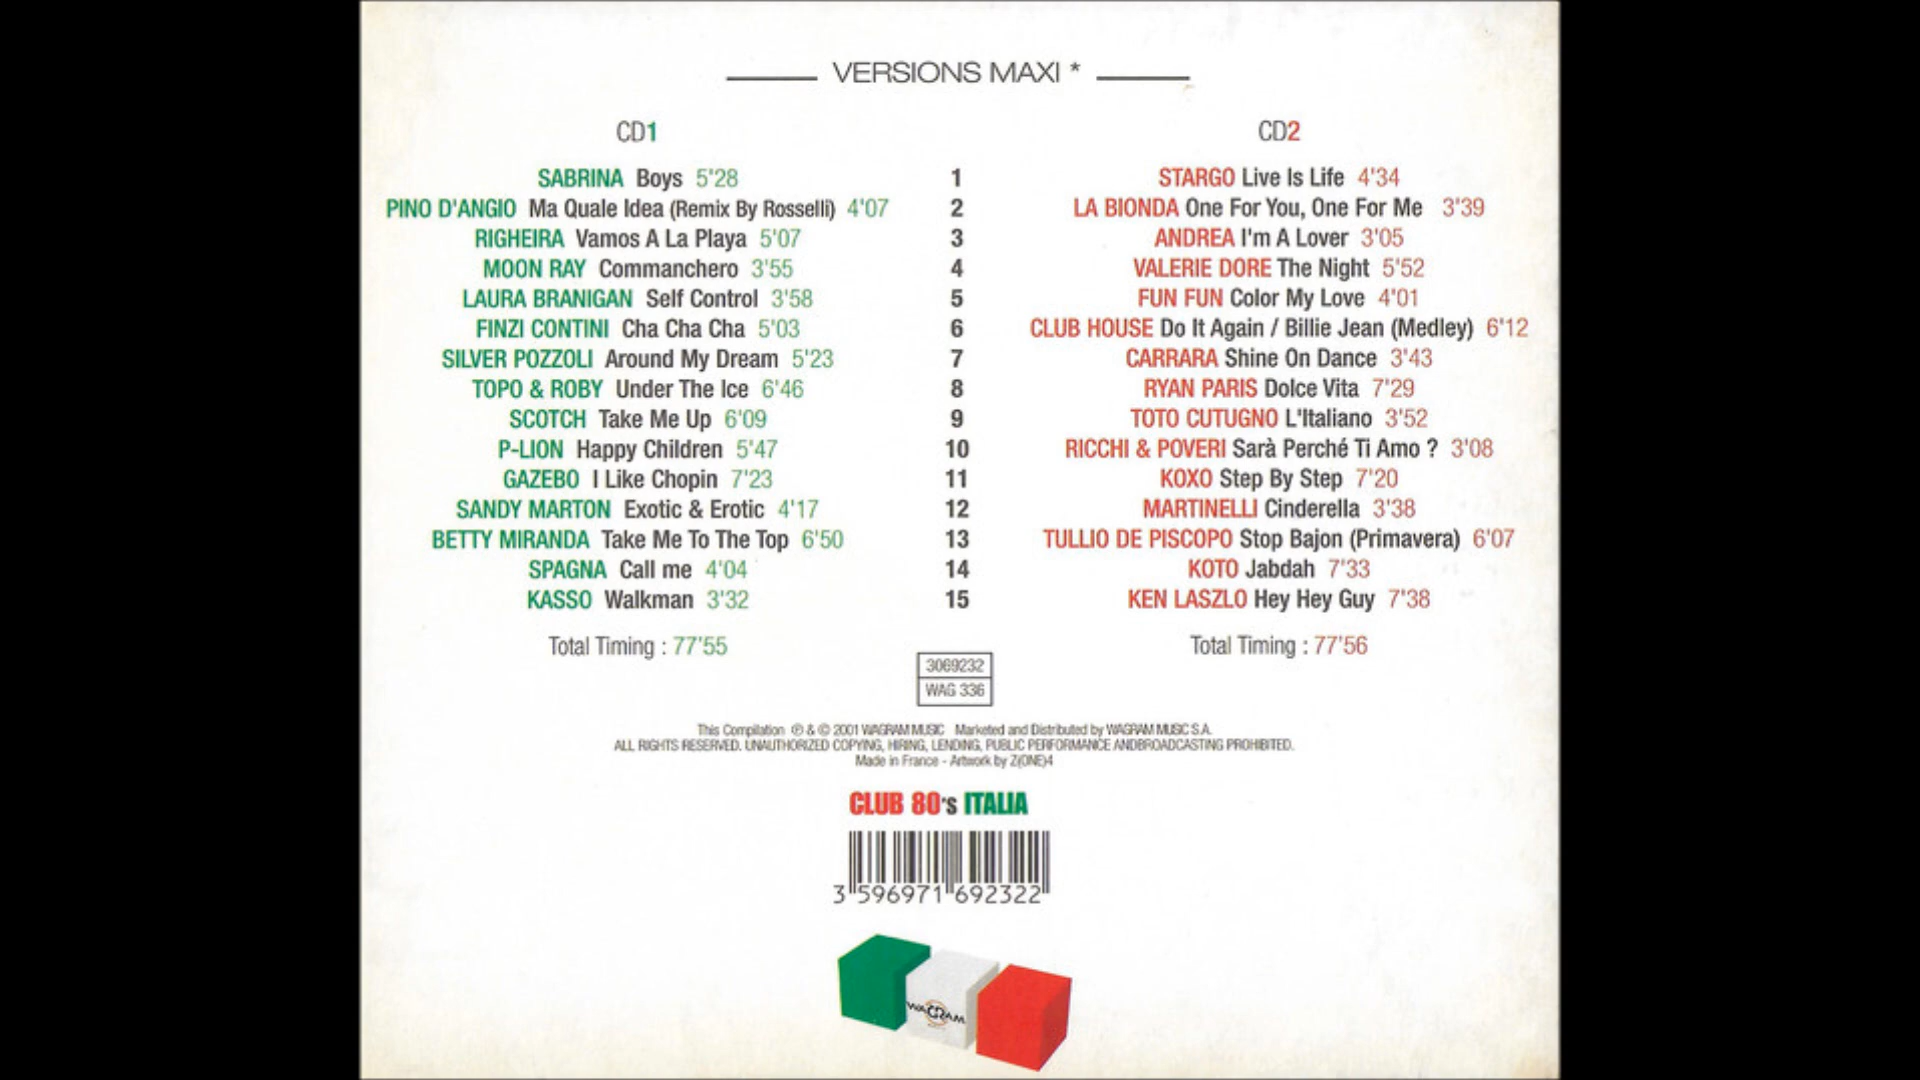 VERSIONS MAXI *
CD1
SABRINA Boys 5'28
PINO D'ANGIO Ma Quale Idea (Remix By Rosselli) 4'07
RIGHEIRA Vamos A La Playa 5'07
MOON RAY Commanchero 3'55
LAURA BRANIGAN Self Control 3'58
FINZI CONTINI Cha Cha Cha 5'03
SILVER POZZOLI Around My Dream 5'23
TOPO & ROBY Under The Ice 6'46
SCOTCH Take Me Up 6'09
P-LION Happy Children 5'47
GAZEBO I Like Chopin 7'23
SANDY MARTON Exotic & Erotic 4'17
BETTY MIRANDA Take Me To The Top 6'50
SPAGNA Call me 4'04
KASSO Walkman 3'32
Total Timing : 77'55
1
2
3
4
5
6
7
8
9
10
11
12
13
14
15
CD2
STARGO Live Is Life 4'34
LA BIONDA One For You, One For Me 3'39
ANDREA I'm A Lover 3'05
VALERIE DORE The Night 5'52
FUN FUN Color My Love 4'01
CLUB HOUSE Do It Again / Billie Jean (Medley) 6'12
CARRARA Shine On Dance 3'43
RYAN PARIS Dolce Vita 7'29
TOTO CUTUGNO L'Italiano 3'52
RICCHI & POVERI Sarà Perché Ti Amo ? 3'08
KOXO Step By Step 7'20
MARTINELLI Cinderella 3'38
TULLIO DE PISCOPO Stop Bajon (Primavera) 6'07
KOTO Jabdah 7'33
KEN LASZLO Hey Hey Guy 7'38
Total Timing : 77'56
3069232
WAG 336
This Compilation ℗ & © 2001 WAGRAM MUSIC Marketed and Distributed by WAGRAM MUSIC S.A.
ALL RIGHTS RESERVED. UNAUTHORIZED COPYING, HIRING, LENDING, PUBLIC PERFORMANCE ANDBROADCASTING PROHIBITED.
Made in France - Artwork by Z(ONE)4
CLUB 80's ITALIA
3 596971 692322
WAGRAM